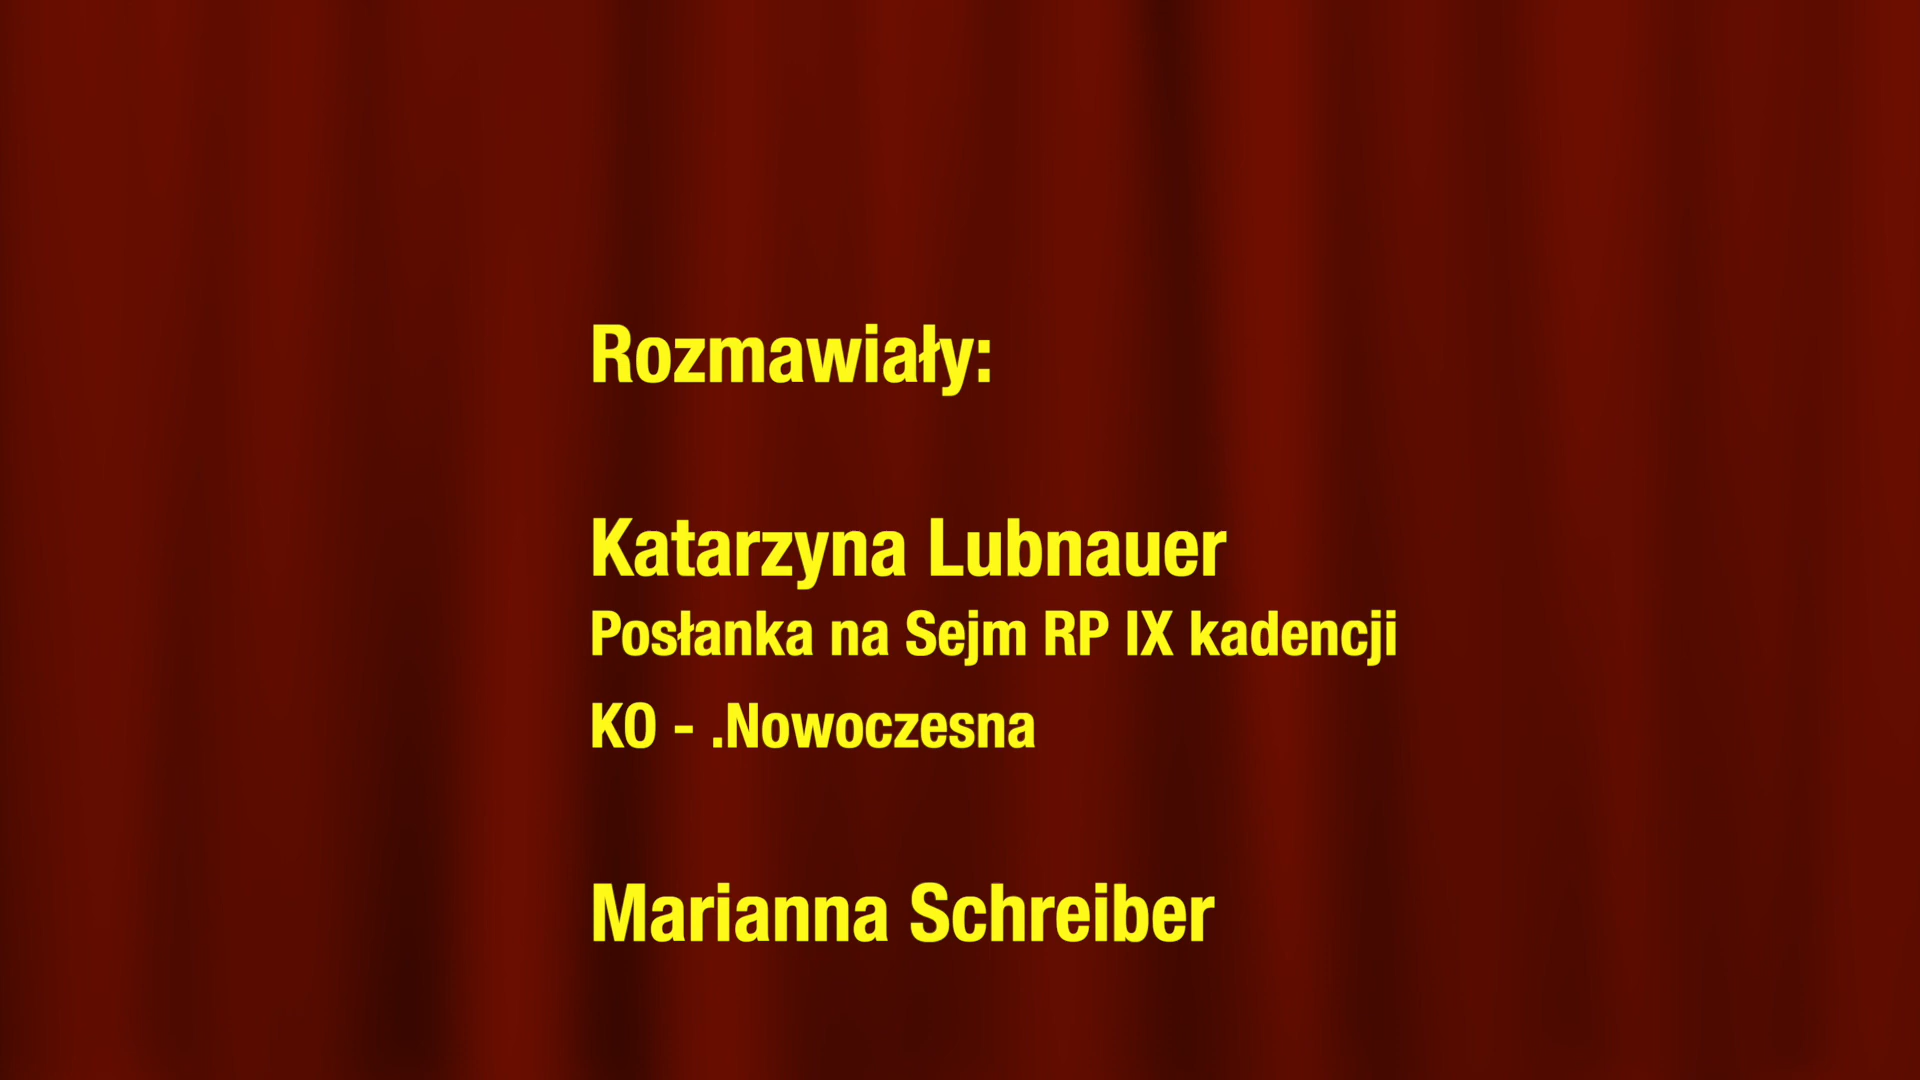 Rozmawiały:
Katarzyna Lubnauer
Posłanka na Sejm RP IX kadencji
KO - .Nowoczesna
Marianna Schreiber